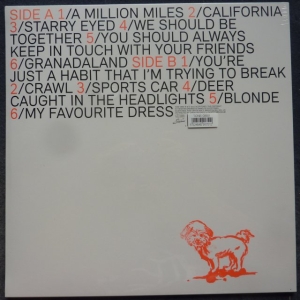 SIDE A 1/A MILLION MILES 2/CALIFORNIA
3/STARRY EYED 4/WE SHOULD BE
TOGETHER 5/YOU SHOULD ALWAYS
KEEP IN TOUCH WITH YOUR FRIENDS
6/GRANADALAND SIDE B 1/YOU'RE
JUST A HABIT THAT I'M TRYING TO BREAK
2/CRAWL 3/SPORTS CAR 4/DEER
CAUGHT IN THE HEADLIGHTS 5/BLONDE
6/MY FAVOURITE DRESS